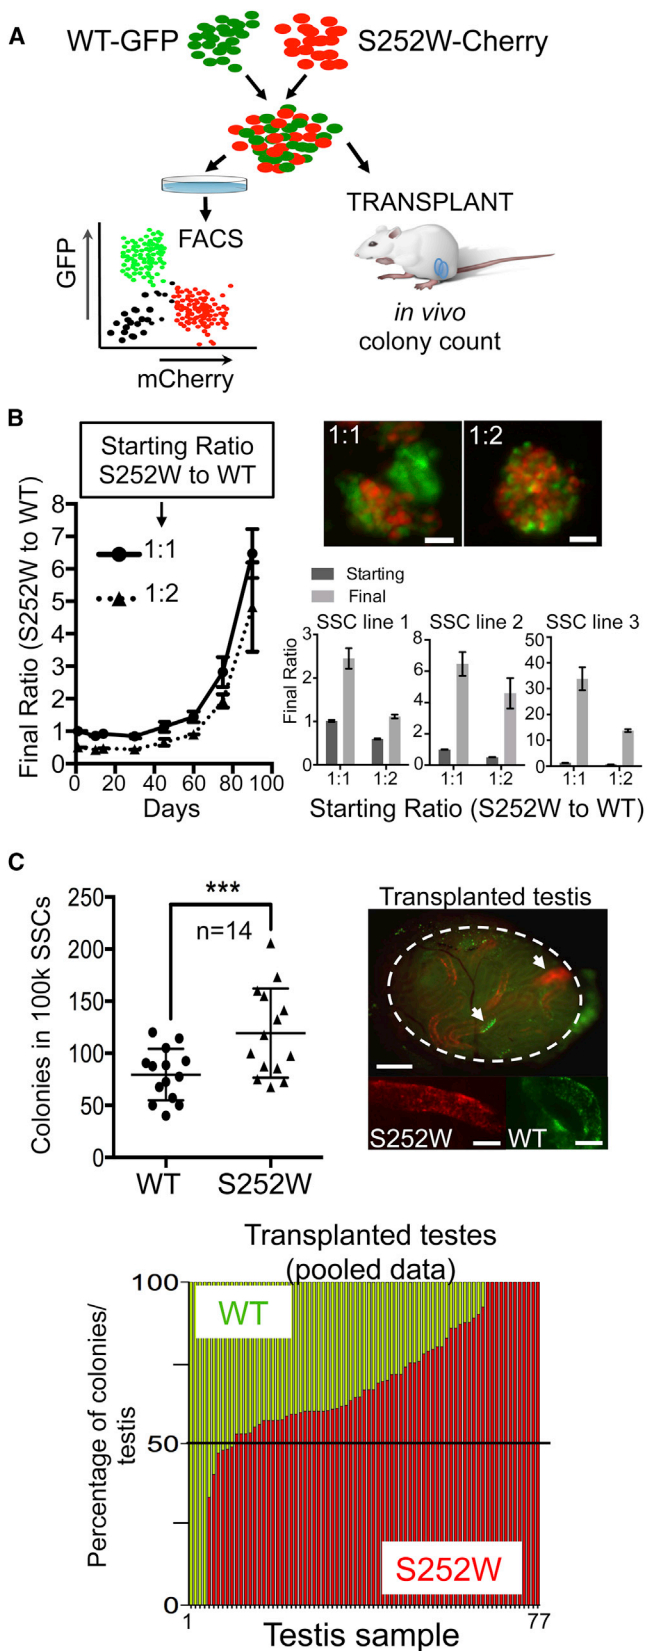 A
WT-GFP
S252W-Cherry
TRANSPLANT
FACS
GFP
mCherry
in vivo
colony count
B
Starting Ratio
S252W to WT
Final Ratio (S252W to WT)
8
7
6
5
4
3
2
1
0
1:1
1:2
0
20
40
60
80
100
Days
1:1
1:2
Starting
Final
SSC line 1
SSC line 2
SSC line 3
Final Ratio
3
2
1
0
8
6
4
2
0
50
40
30
20
10
0
1:1
1:2
1:1
1:2
1:1
1:2
Starting Ratio (S252W to WT)
C
Colonies in 100k SSCs
250
200
150
100
50
0
***
n=14
WT
S252W
Transplanted testis
S252W
WT
Transplanted testes
(pooled data)
Percentage of colonies/
testis
100
50
0
WT
S252W
1
77
Testis sample